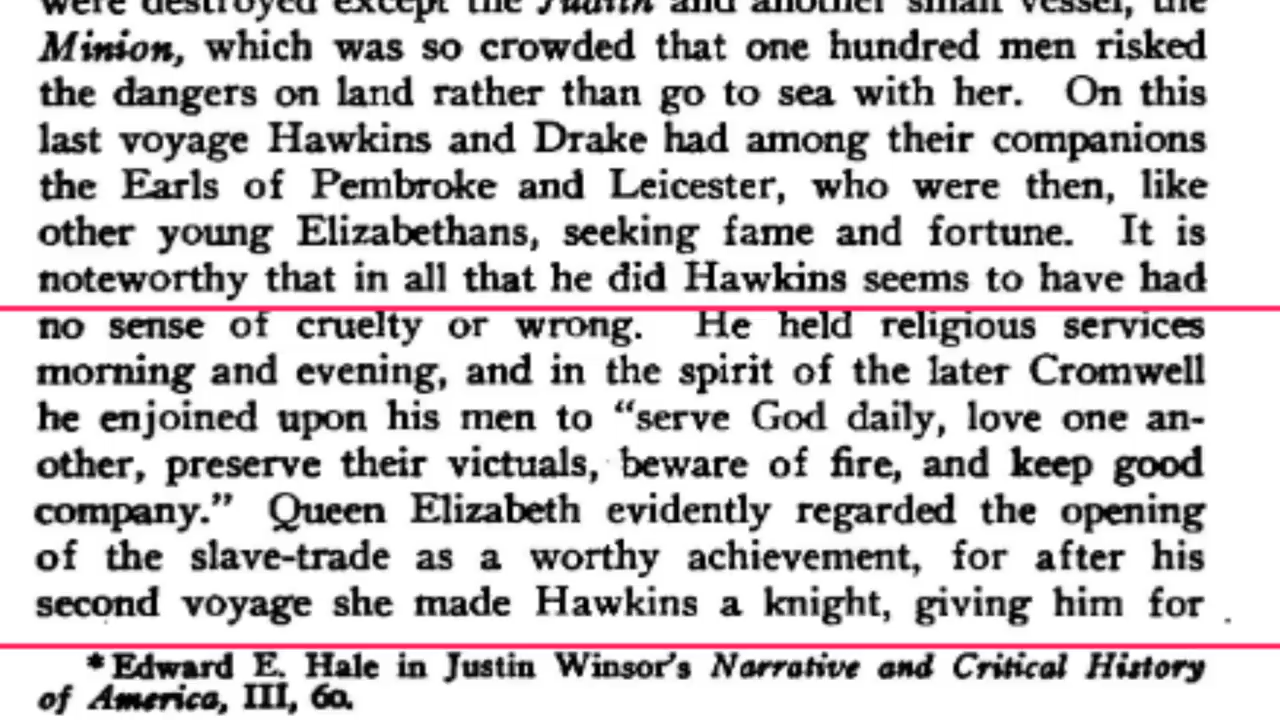 were destroyed except the Judith and another small vessel, the
Minion, which was so crowded that one hundred men risked
the dangers on land rather than go to sea with her. On this
last voyage Hawkins and Drake had among their companions
the Earls of Pembroke and Leicester, who were then, like
other young Elizabethans, seeking fame and fortune. It is
noteworthy that in all that he did Hawkins seems to have had
no sense of cruelty or wrong. He held religious services
morning and evening, and in the spirit of the later Cromwell
he enjoined upon his men to “serve God daily, love one an-
other, preserve their victuals, beware of fire, and keep good
company.” Queen Elizabeth evidently regarded the opening
of the slave-trade as a worthy achievement, for after his
second voyage she made Hawkins a knight, giving him for
* Edward E. Hale in Justin Winsor’s Narrative and Critical History
of America, III, 60.